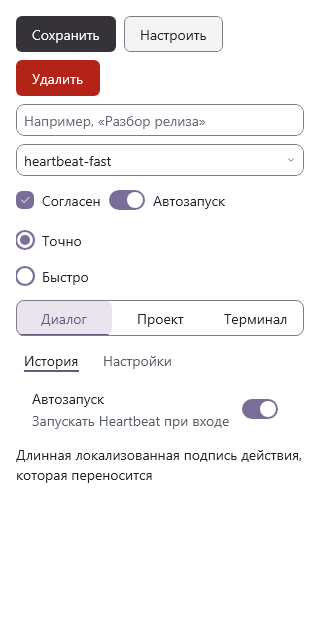 Сохранить
Настроить
Удалить
Например, «Разбор релиза»
heartbeat-fast
Согласен
Автозапуск
Точно
Быстро
Диалог
Проект
Терминал
История
Настройки
Автозапуск
Запускать Heartbeat при входе
Длинная локализованная подпись действия,
которая переносится